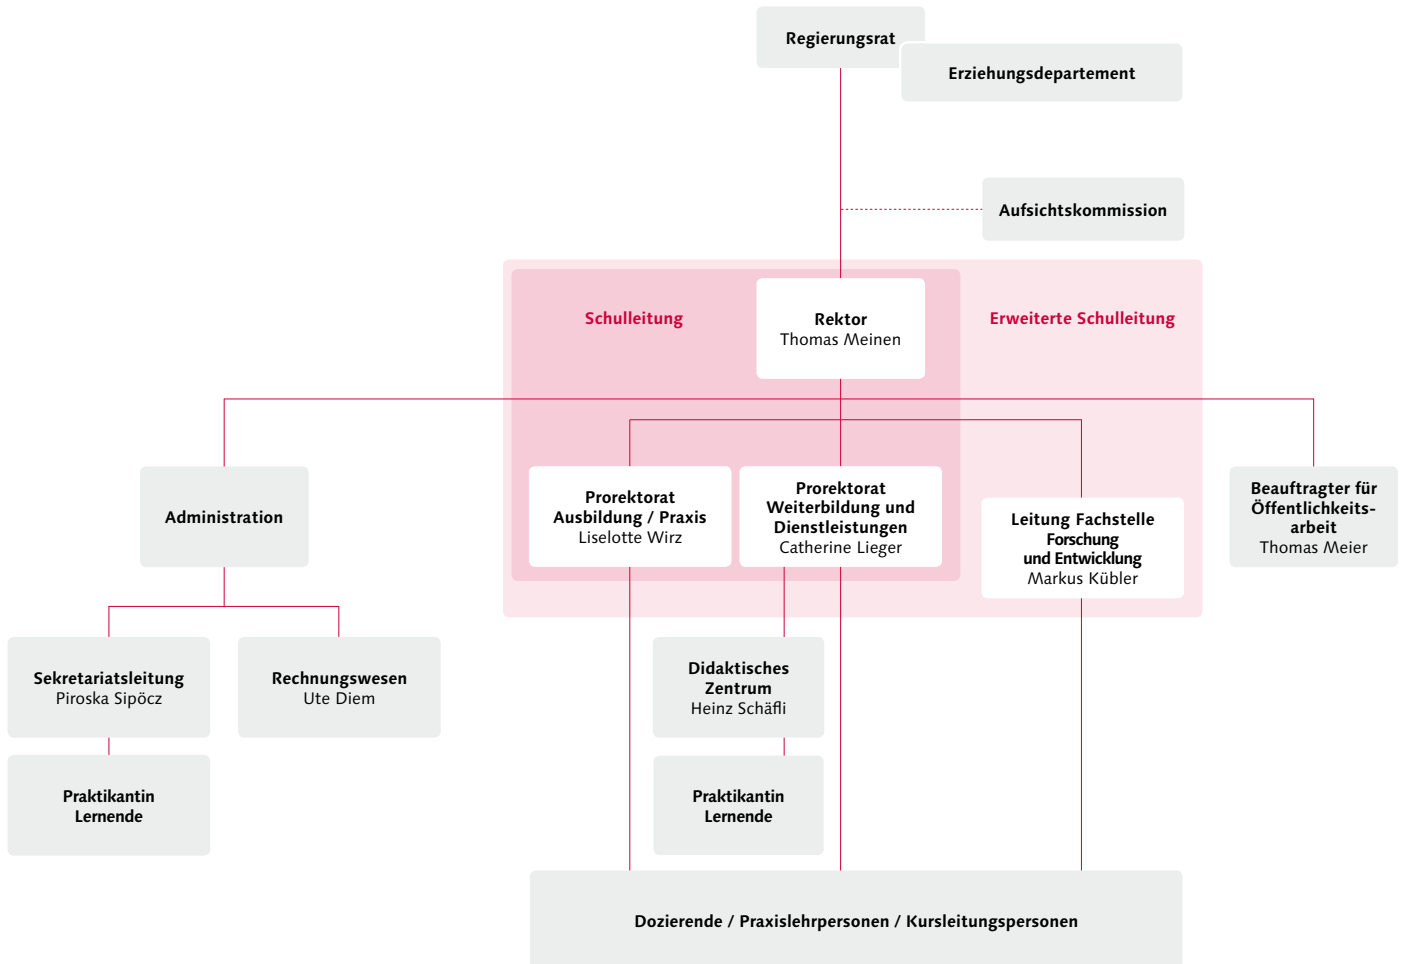 Regierungsrat
Erziehungsdepartement
Aufsichtskommission
Schulleitung
Rektor
Thomas Meinen
Erweiterte Schulleitung
Administration
Prorektorat
Ausbildung / Praxis
Liselotte Wirz
Prorektorat
Weiterbildung und
Dienstleistungen
Catherine Lieger
Leitung Fachstelle
Forschung
und Entwicklung
Markus Kübler
Beauftragter für
Öffentlichkeits-
arbeit
Thomas Meier
Sekretariatsleitung
Piroska Sipöcz
Rechnungswesen
Ute Diem
Didaktisches
Zentrum
Heinz Schäfli
Praktikantin
Lernende
Praktikantin
Lernende
Dozierende / Praxislehrpersonen / Kursleitungspersonen